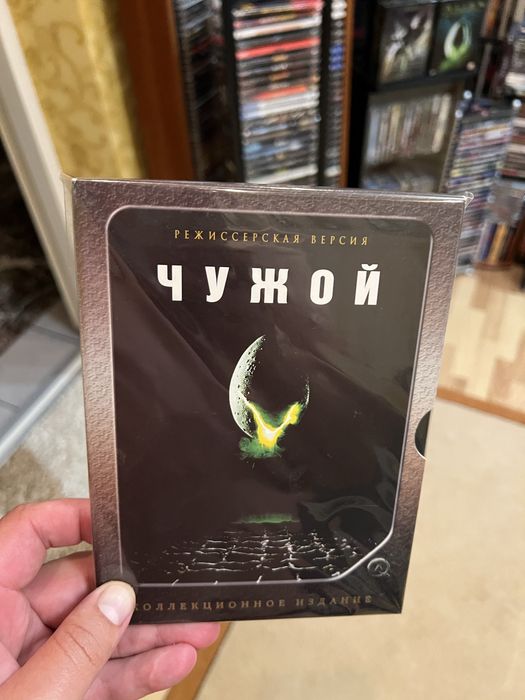 РЕЖИССЕРСКАЯ ВЕРСИЯ
ЧУЖОЙ
КОЛЛЕКЦИОННОЕ ИЗДАНИЕ